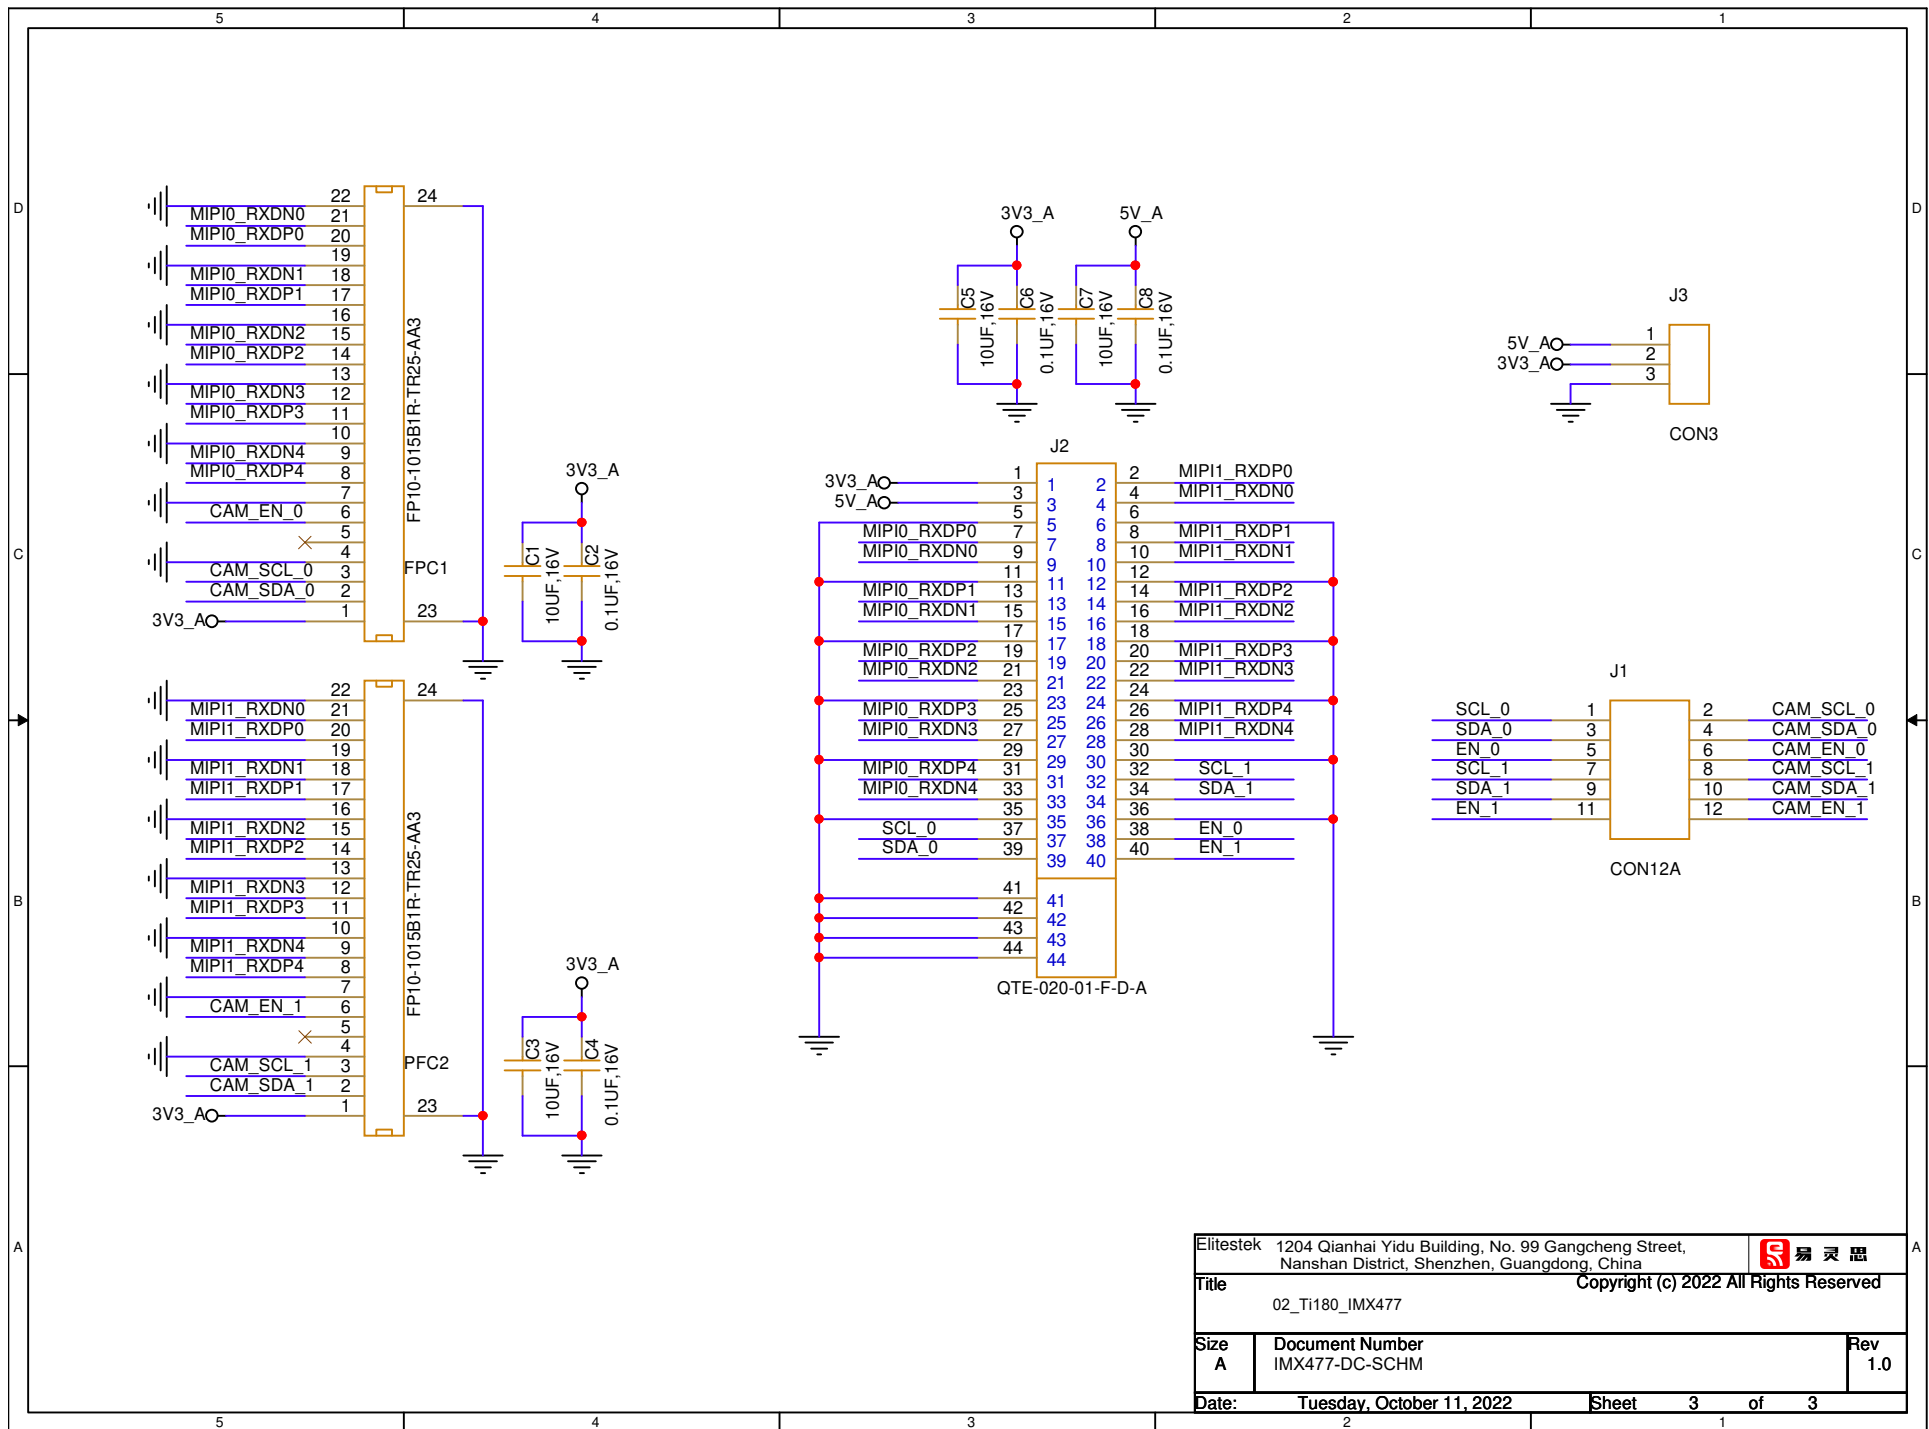 5 4 3 2 1
D D
C C
B B
A A
22 24
MIPI0_RXDN0 21
MIPI0_RXDP0 20
19
MIPI0_RXDN1 18
MIPI0_RXDP1 17
16
MIPI0_RXDN2 15
MIPI0_RXDP2 14
13
MIPI0_RXDN3 12
MIPI0_RXDP3 11
10
MIPI0_RXDN4 9
MIPI0_RXDP4 8
7
CAM_EN_0 6
5
4
CAM_SCL_0 3
CAM_SDA_0 2
3V3_A 1 23
FP10-1015B1R-TR25-AA3
FPC1
3V3_A
C1
10UF,16V
C2
0.1UF,16V
22 24
MIPI1_RXDN0 21
MIPI1_RXDP0 20
19
MIPI1_RXDN1 18
MIPI1_RXDP1 17
16
MIPI1_RXDN2 15
MIPI1_RXDP2 14
13
MIPI1_RXDN3 12
MIPI1_RXDP3 11
10
MIPI1_RXDN4 9
MIPI1_RXDP4 8
7
CAM_EN_1 6
5
4
CAM_SCL_1 3
CAM_SDA_1 2
3V3_A 1 23
FP10-1015B1R-TR25-AA3
PFC2
3V3_A
C3
10UF,16V
C4
0.1UF,16V
3V3_A 5V_A
C5
10UF,16V
C6
0.1UF,16V
C7
10UF,16V
C8
0.1UF,16V
J2
3V3_A 1 1 2 2 MIPI1_RXDP0
5V_A 3 3 4 4 MIPI1_RXDN0
5 5 6 6
MIPI0_RXDP0 7 7 8 8 MIPI1_RXDP1
MIPI0_RXDN0 9 9 10 10 MIPI1_RXDN1
11 11 12 12
MIPI0_RXDP1 13 13 14 14 MIPI1_RXDP2
MIPI0_RXDN1 15 15 16 16 MIPI1_RXDN2
17 17 18 18
MIPI0_RXDP2 19 19 20 20 MIPI1_RXDP3
MIPI0_RXDN2 21 21 22 22 MIPI1_RXDN3
23 23 24 24
MIPI0_RXDP3 25 25 26 26 MIPI1_RXDP4
MIPI0_RXDN3 27 27 28 28 MIPI1_RXDN4
29 29 30 30
MIPI0_RXDP4 31 31 32 32 SCL_1
MIPI0_RXDN4 33 33 34 34 SDA_1
35 35 36 36
SCL_0 37 37 38 38 EN_0
SDA_0 39 39 40 40 EN_1
41 41
42 42
43 43
44 44
QTE-020-01-F-D-A
J3
5V_A 1
3V3_A 2
3
CON3
J1
SCL_0 1 2 CAM_SCL_0
SDA_0 3 4 CAM_SDA_0
EN_0 5 6 CAM_EN_0
SCL_1 7 8 CAM_SCL_1
SDA_1 9 10 CAM_SDA_1
EN_1 11 12 CAM_EN_1
CON12A
Elitestek 1204 Qianhai Yidu Building, No. 99 Gangcheng Street,
Nanshan District, Shenzhen, Guangdong, China
易灵思
Title Copyright (c) 2022 All Rights Reserved
02_Ti180_IMX477
Size Document Number Rev
A IMX477-DC-SCHM 1.0
Date: Tuesday, October 11, 2022 Sheet 3 of 3
5 4 3 2 1